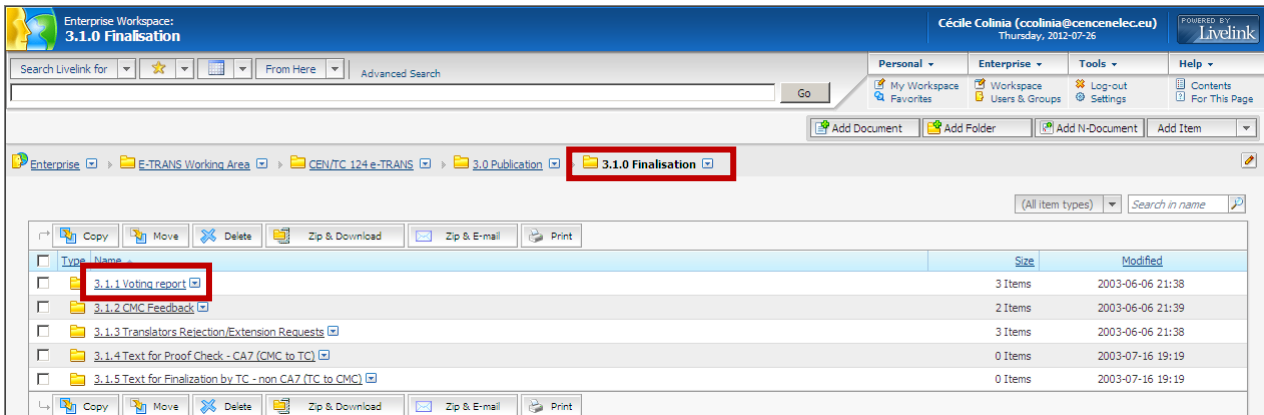 Enterprise Workspace:
3.1.0 Finalisation
Cécile Colinia (ccolinia@cencenelec.eu)
Thursday, 2012-07-26
POWERED BY
Livelink
Search Livelink for From Here Advanced Search
Go
Personal Enterprise Tools Help
My Workspace Workspace Log-out Contents
Favorites Users & Groups Settings For This Page
Add Document Add Folder Add N-Document Add Item
Enterprise E-TRANS Working Area CEN/TC 124 e-TRANS 3.0 Publication 3.1.0 Finalisation
(All item types) Search in name
Copy Move Delete Zip & Download Zip & E-mail Print
Type Name Size Modified
3.1.1 Voting report 3 Items 2003-06-06 21:38
3.1.2 CMC Feedback 2 Items 2003-06-06 21:39
3.1.3 Translators Rejection/Extension Requests 3 Items 2003-06-06 21:38
3.1.4 Text for Proof Check - CA7 (CMC to TC) 0 Items 2003-07-16 19:19
3.1.5 Text for Finalization by TC - non CA7 (TC to CMC) 0 Items 2003-07-16 19:19
Copy Move Delete Zip & Download Zip & E-mail Print